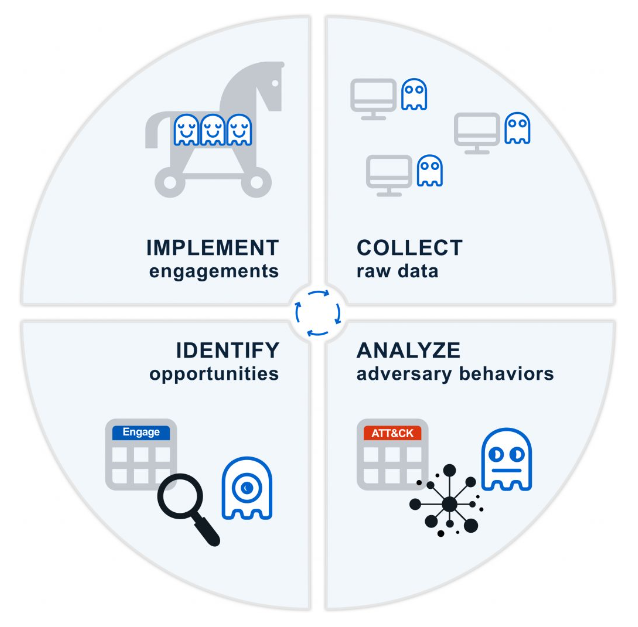 IMPLEMENT
engagements
COLLECT
raw data
IDENTIFY
opportunities
ANALYZE
adversary behaviors
Engage
ATT&CK